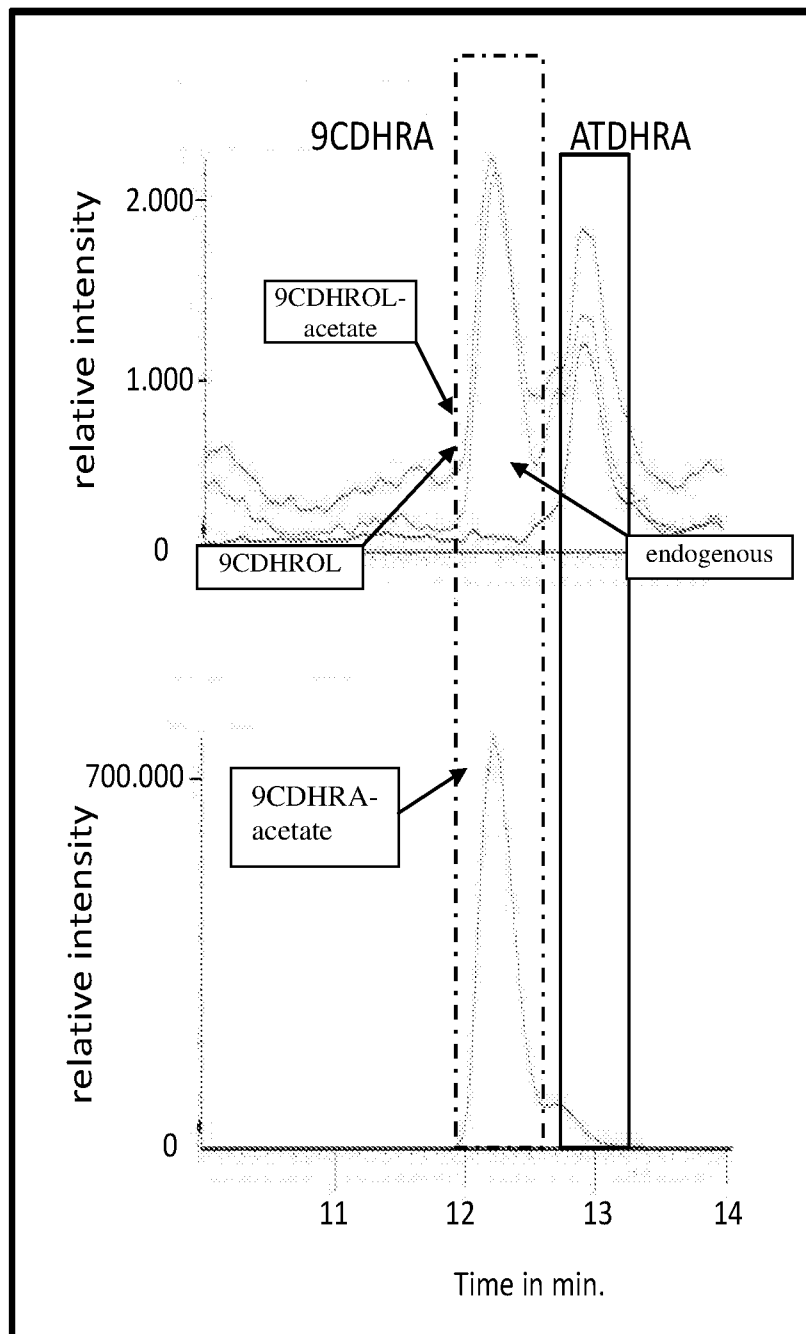 9CDHRA ATDHRA
relative intensity
2.000
1.000
0
9CDHROL-
acetate
9CDHROL
endogenous
relative intensity
700.000
0
9CDHRA-
acetate
11 12 13 14
Time in min.